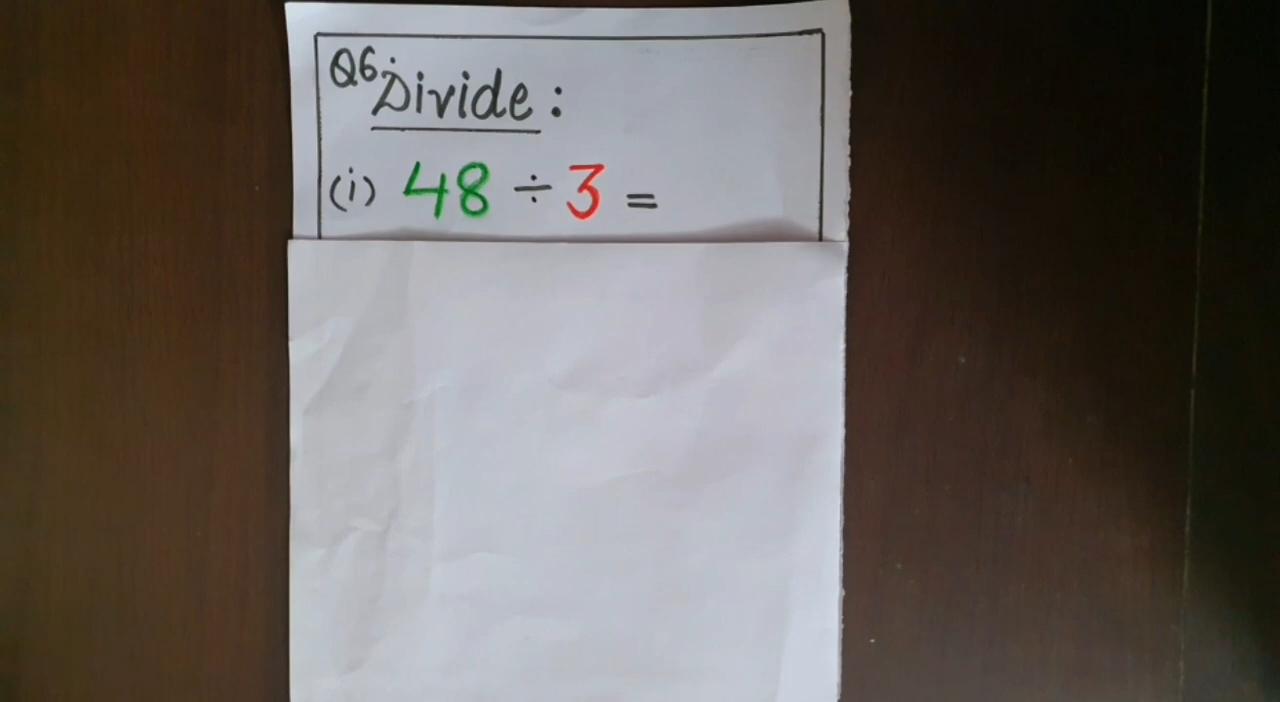 Q6. Divide :
(i) 48 ÷ 3 =